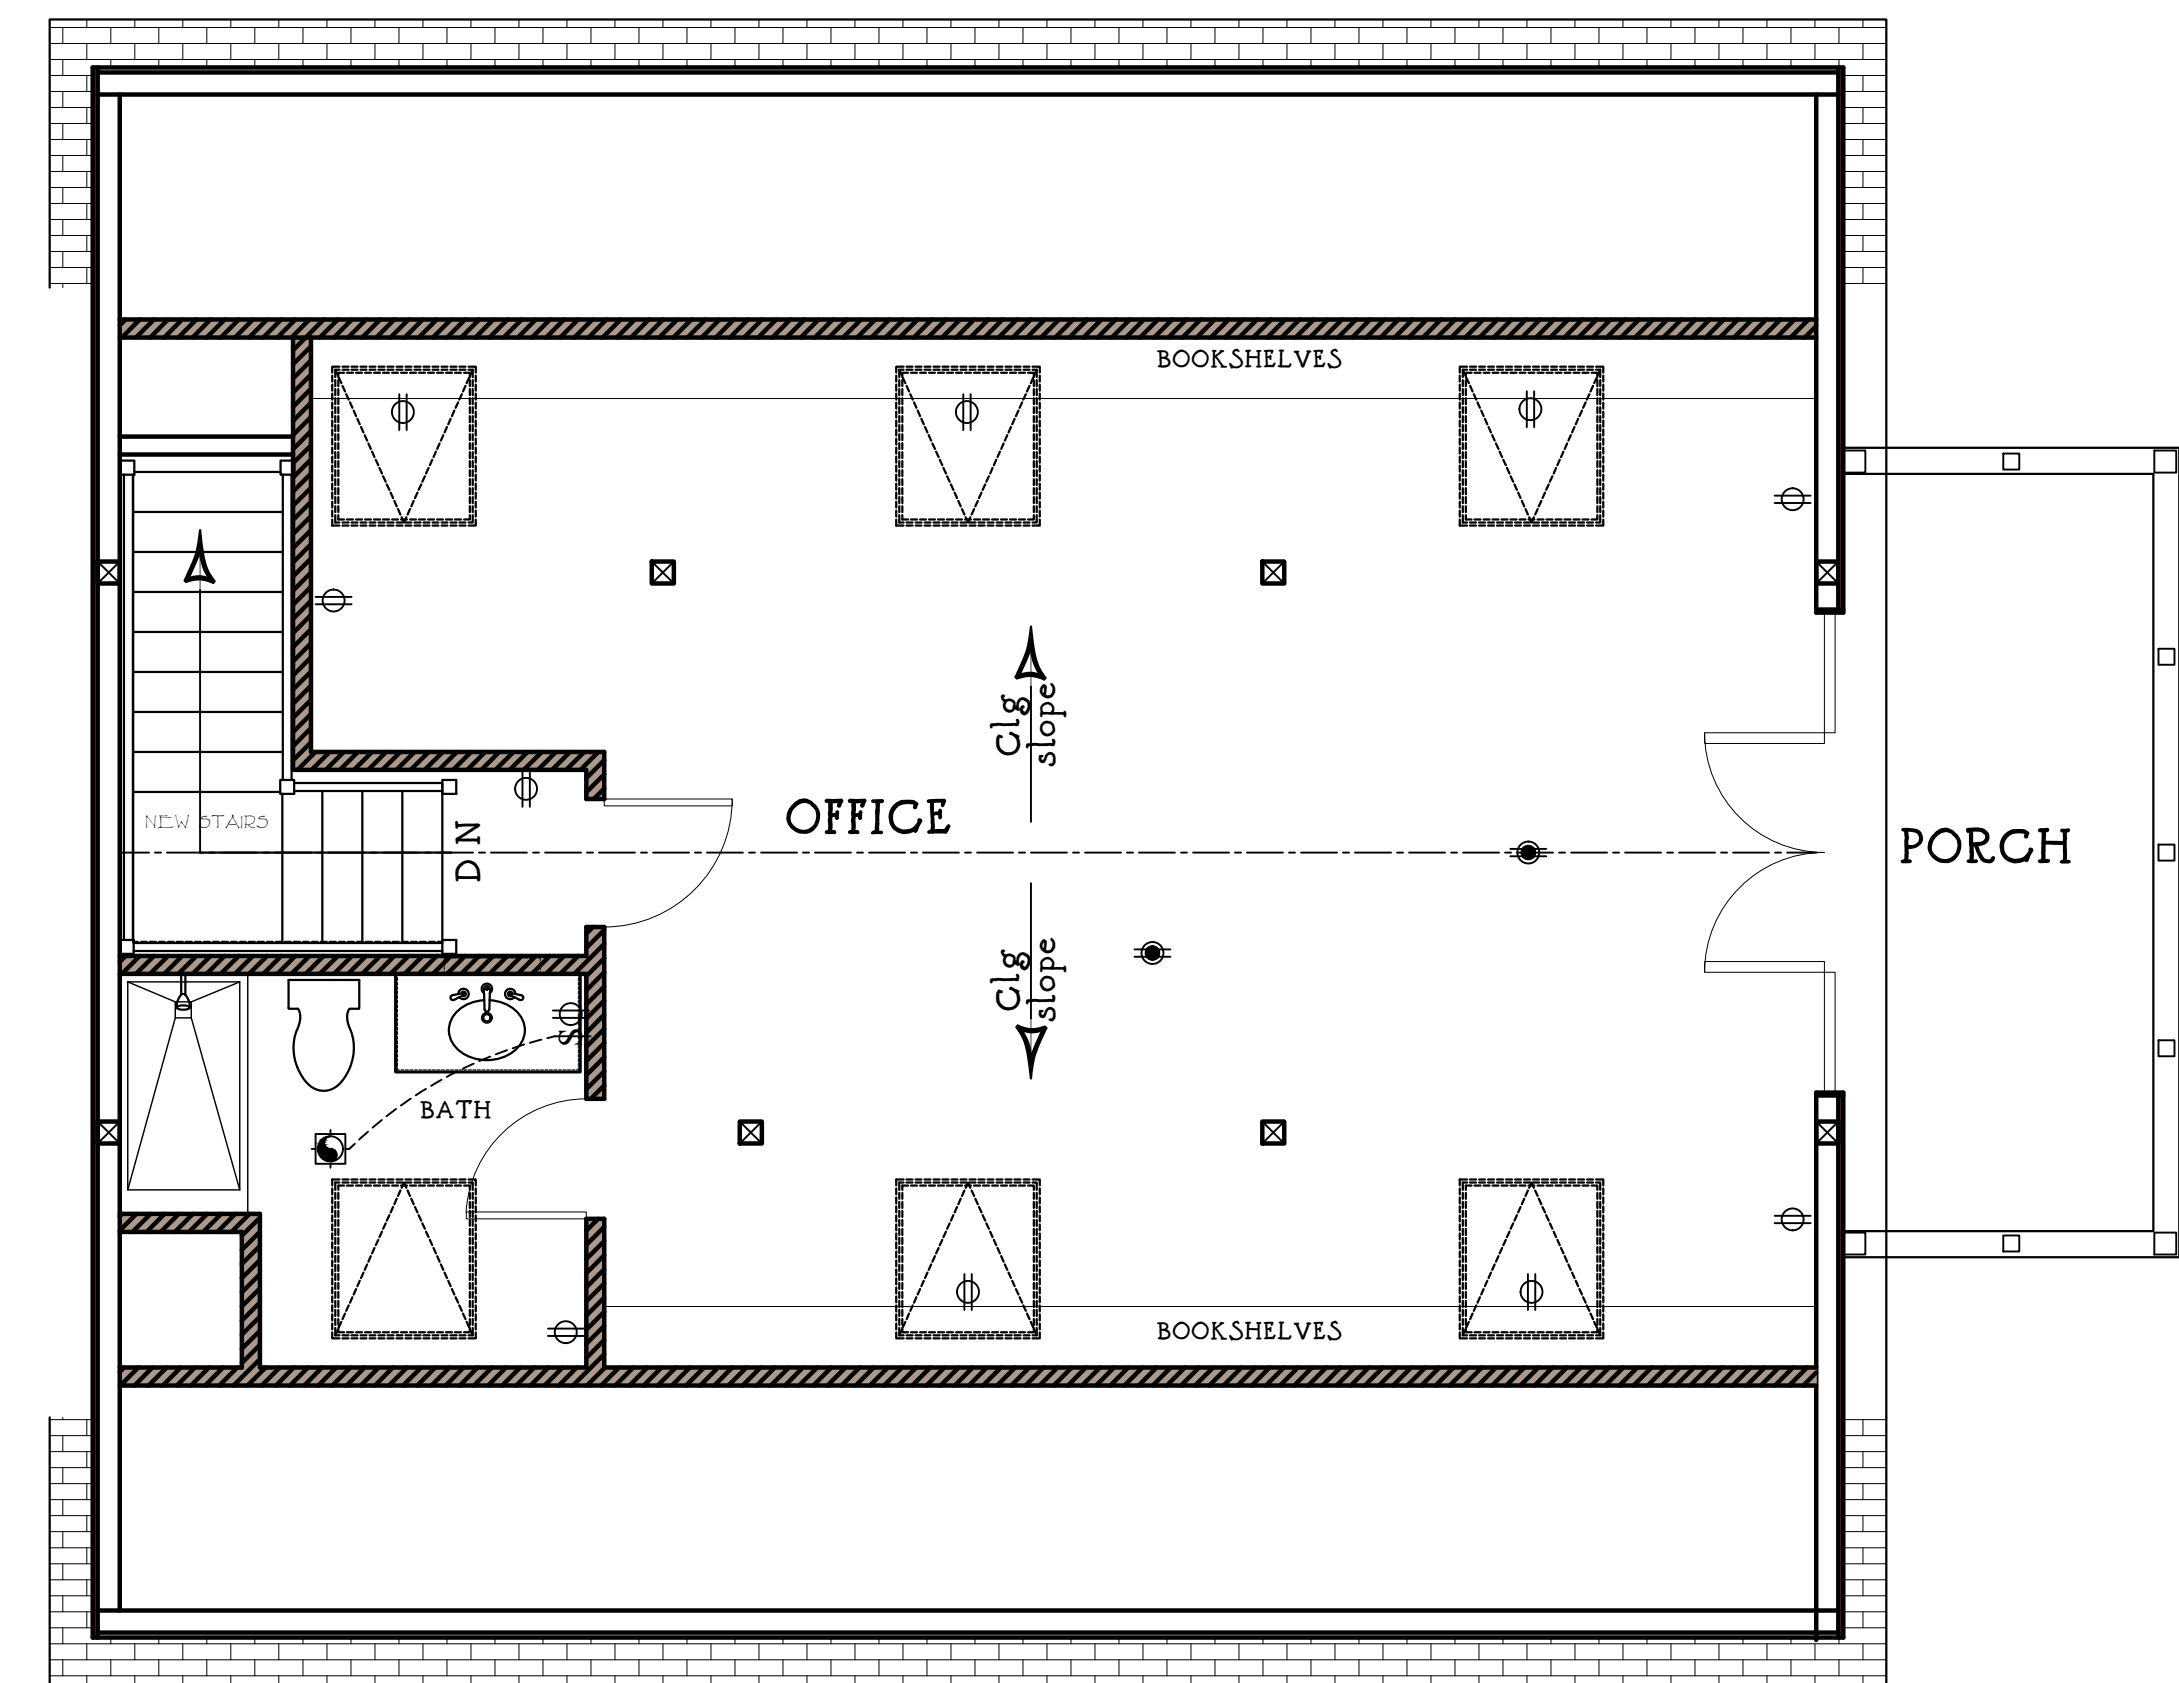 BOOKSHELVES
Clg
slope
OFFICE
NEW STAIRS
DN
PORCH
Clg
slope
S
BATH
BOOKSHELVES